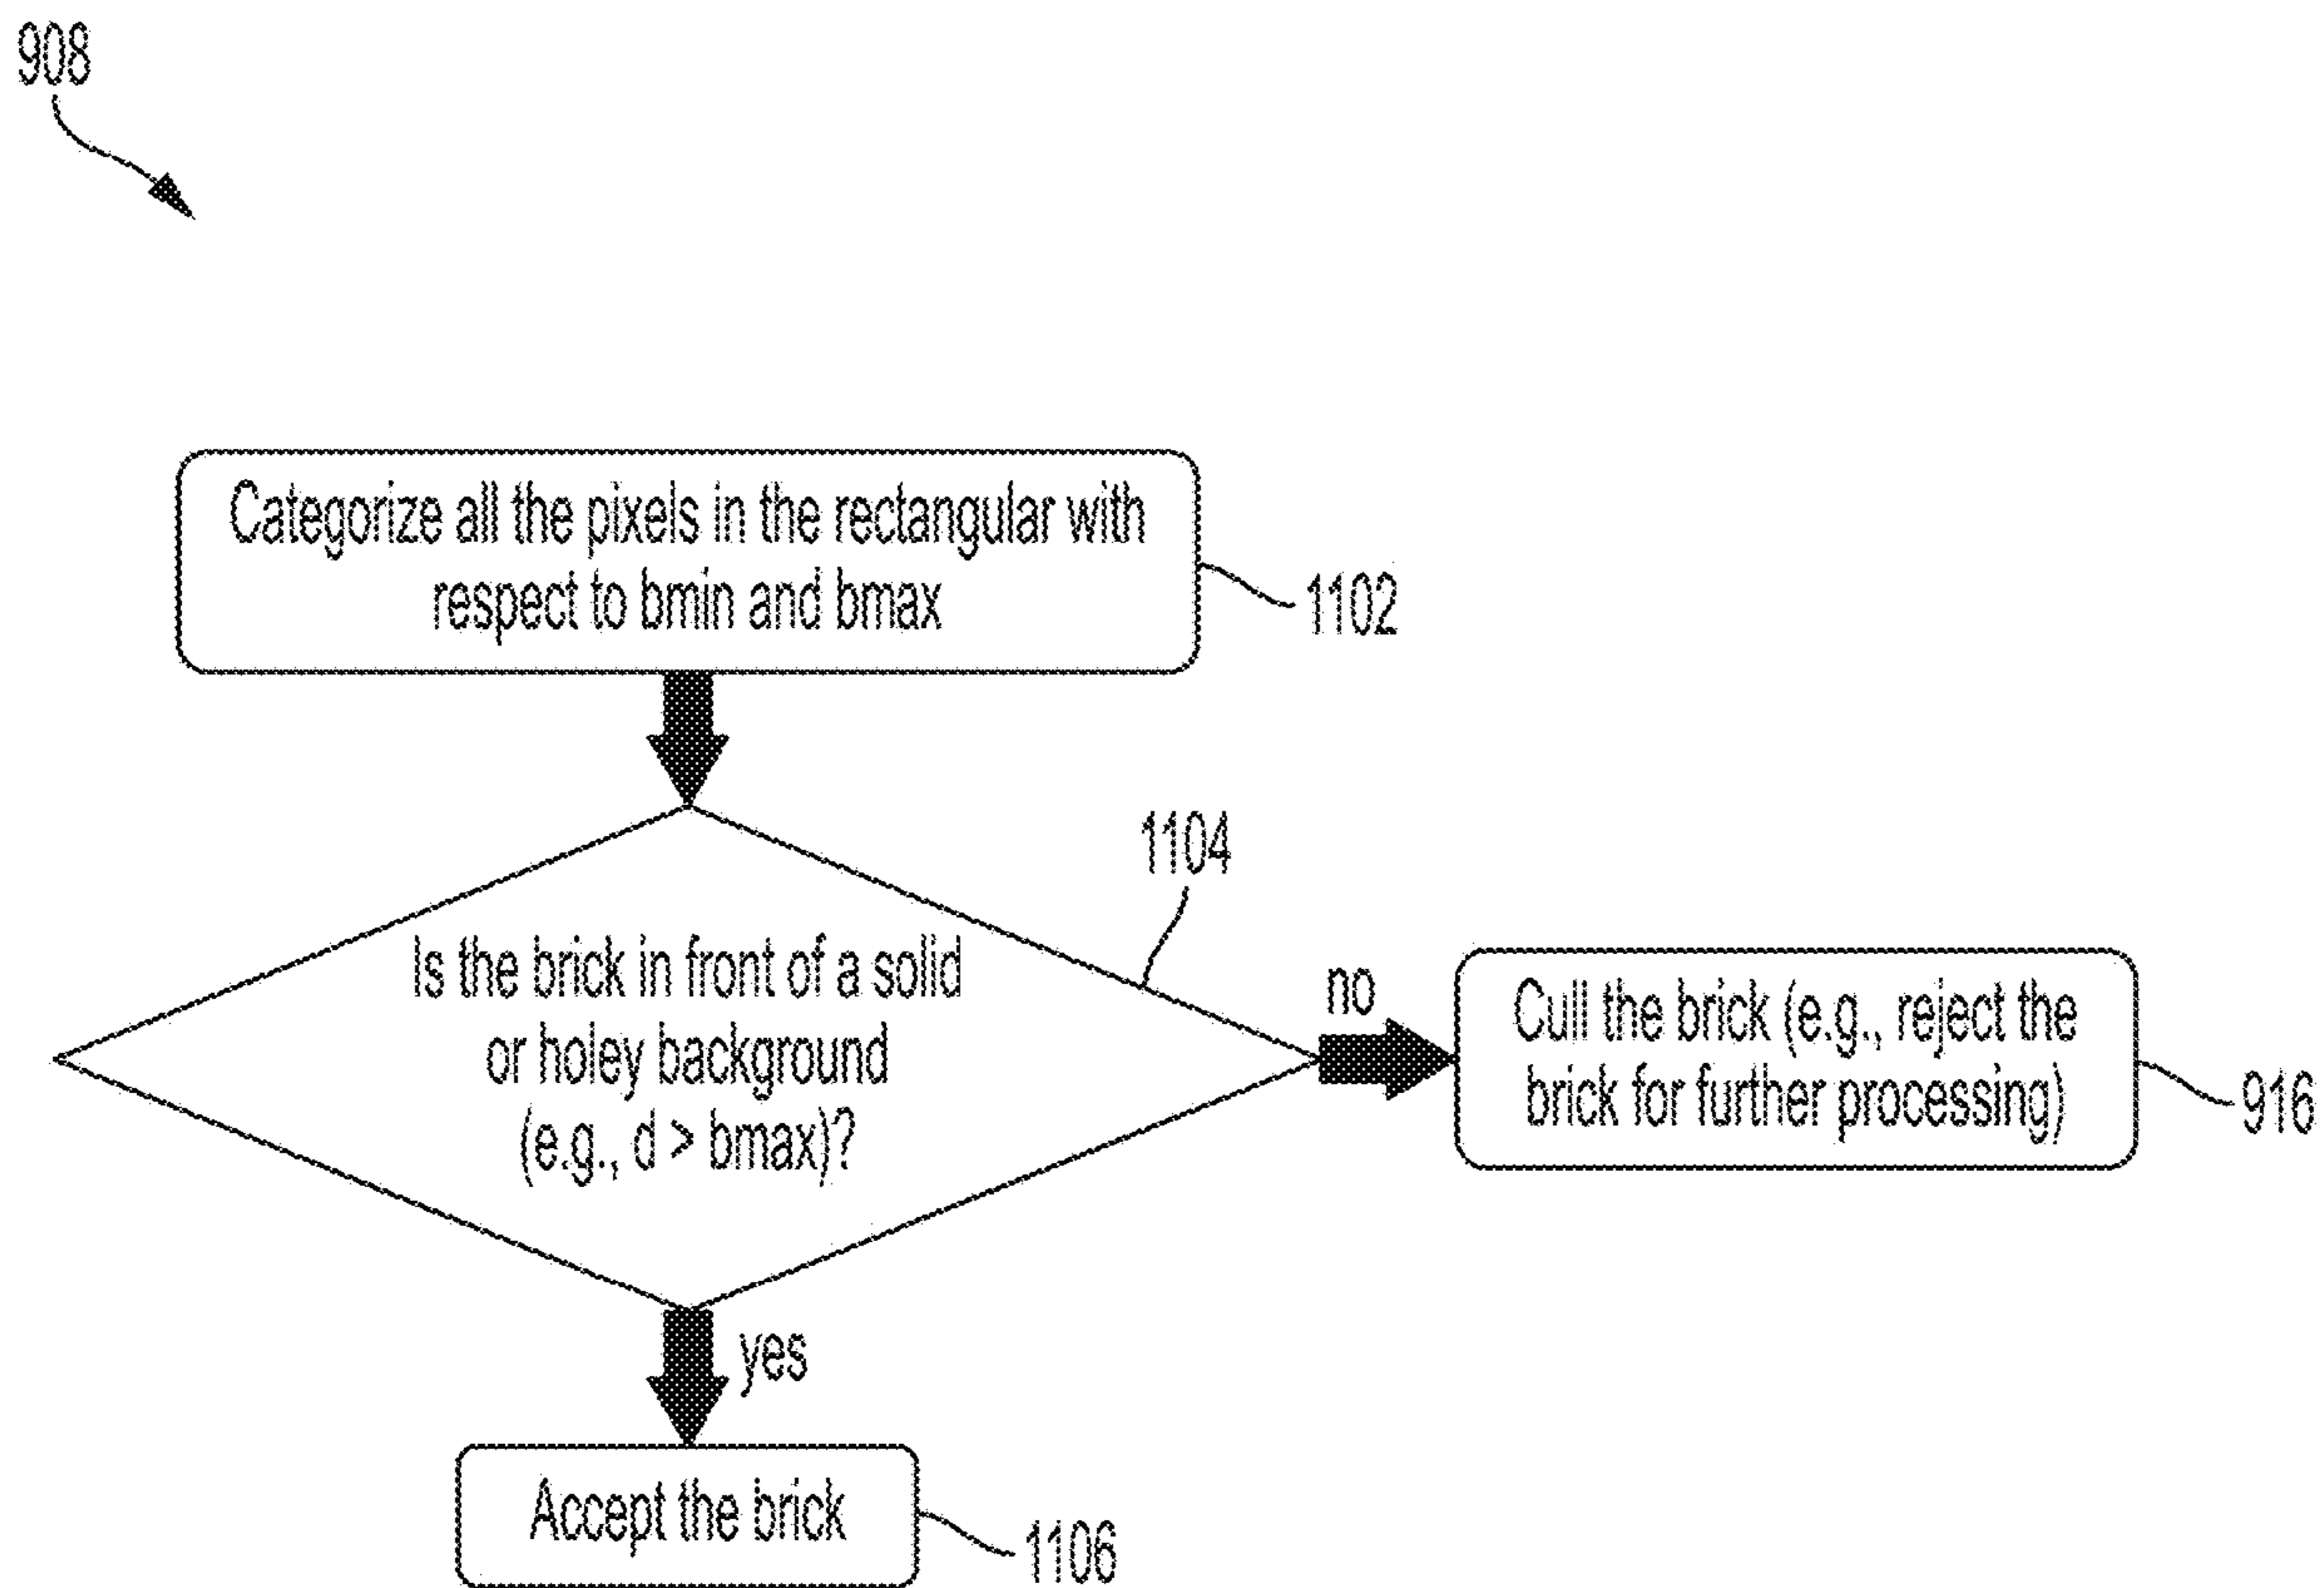 908
Categorize all the pixels in the rectangular with
respect to bmin and bmax
1102
1104
Is the brick in front of a solid
or holey background
(e.g., d > bmax)?
no
Cull the brick (e.g., reject the
brick for further processing)
916
yes
Accept the brick
1106